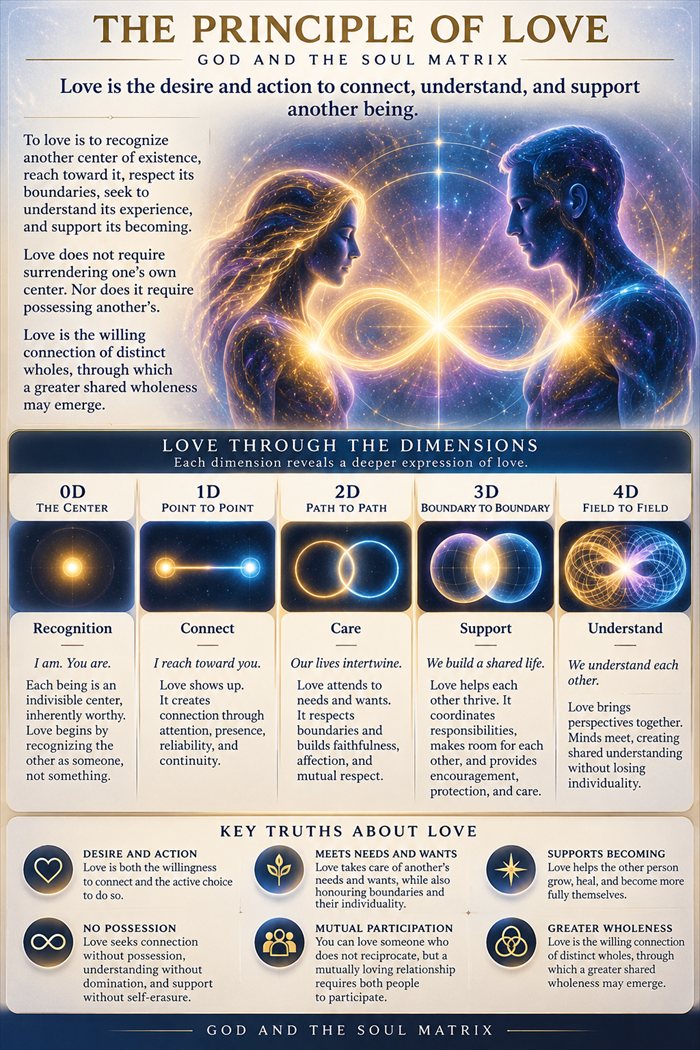 THE PRINCIPLE OF LOVE
GOD AND THE SOUL MATRIX
Love is the desire and action to connect, understand, and support
another being.
To love is to recognize
another center of existence,
reach toward it, respect its
boundaries, seek to
understand its experience,
and support its becoming.
Love does not require
surrendering one's own
center. Nor does it require
possessing another's.
Love is the willing
connection of distinct
wholes, through which
a greater shared wholeness
may emerge.
LOVE THROUGH THE DIMENSIONS
Each dimension reveals a deeper expression of love.
0D
THE CENTER
Recognition
I am. You are.
Each being is an
indivisible center,
inherently worthy.
Love begins by
recognizing the
other as someone,
not something.
1D
POINT TO POINT
Connect
I reach toward you.
Love shows up.
It creates
connection through
attention, presence,
reliability, and
continuity.
2D
PATH TO PATH
Care
Our lives intertwine.
Love attends to
needs and wants.
It respects
boundaries and
builds faithfulness,
affection, and
mutual respect.
3D
BOUNDARY TO BOUNDARY
Support
We build a shared life.
Love helps each
other thrive. It
coordinates
responsibilities,
makes room for each
other, and provides
encouragement,
protection, and care.
4D
FIELD TO FIELD
Understand
We understand each
other.
Love brings
perspectives together.
Minds meet, creating
shared understanding
without losing
individuality.
KEY TRUTHS ABOUT LOVE
DESIRE AND ACTION
Love is both the willingness
to connect and the active choice
to do so.
MEETS NEEDS AND WANTS
Love takes care of another's
needs and wants, while also
honouring boundaries and
their individuality.
SUPPORTS BECOMING
Love helps the other person
grow, heal, and become more
fully themselves.
NO POSSESSION
Love seeks connection
without possession,
understanding without
domination, and support
without self-erasure.
MUTUAL PARTICIPATION
You can love someone who
does not reciprocate, but a
mutually loving relationship
requires both people
to participate.
GREATER WHOLENESS
Love is the willing connection
of distinct wholes, through
which a greater shared
wholeness may emerge.
GOD AND THE SOUL MATRIX